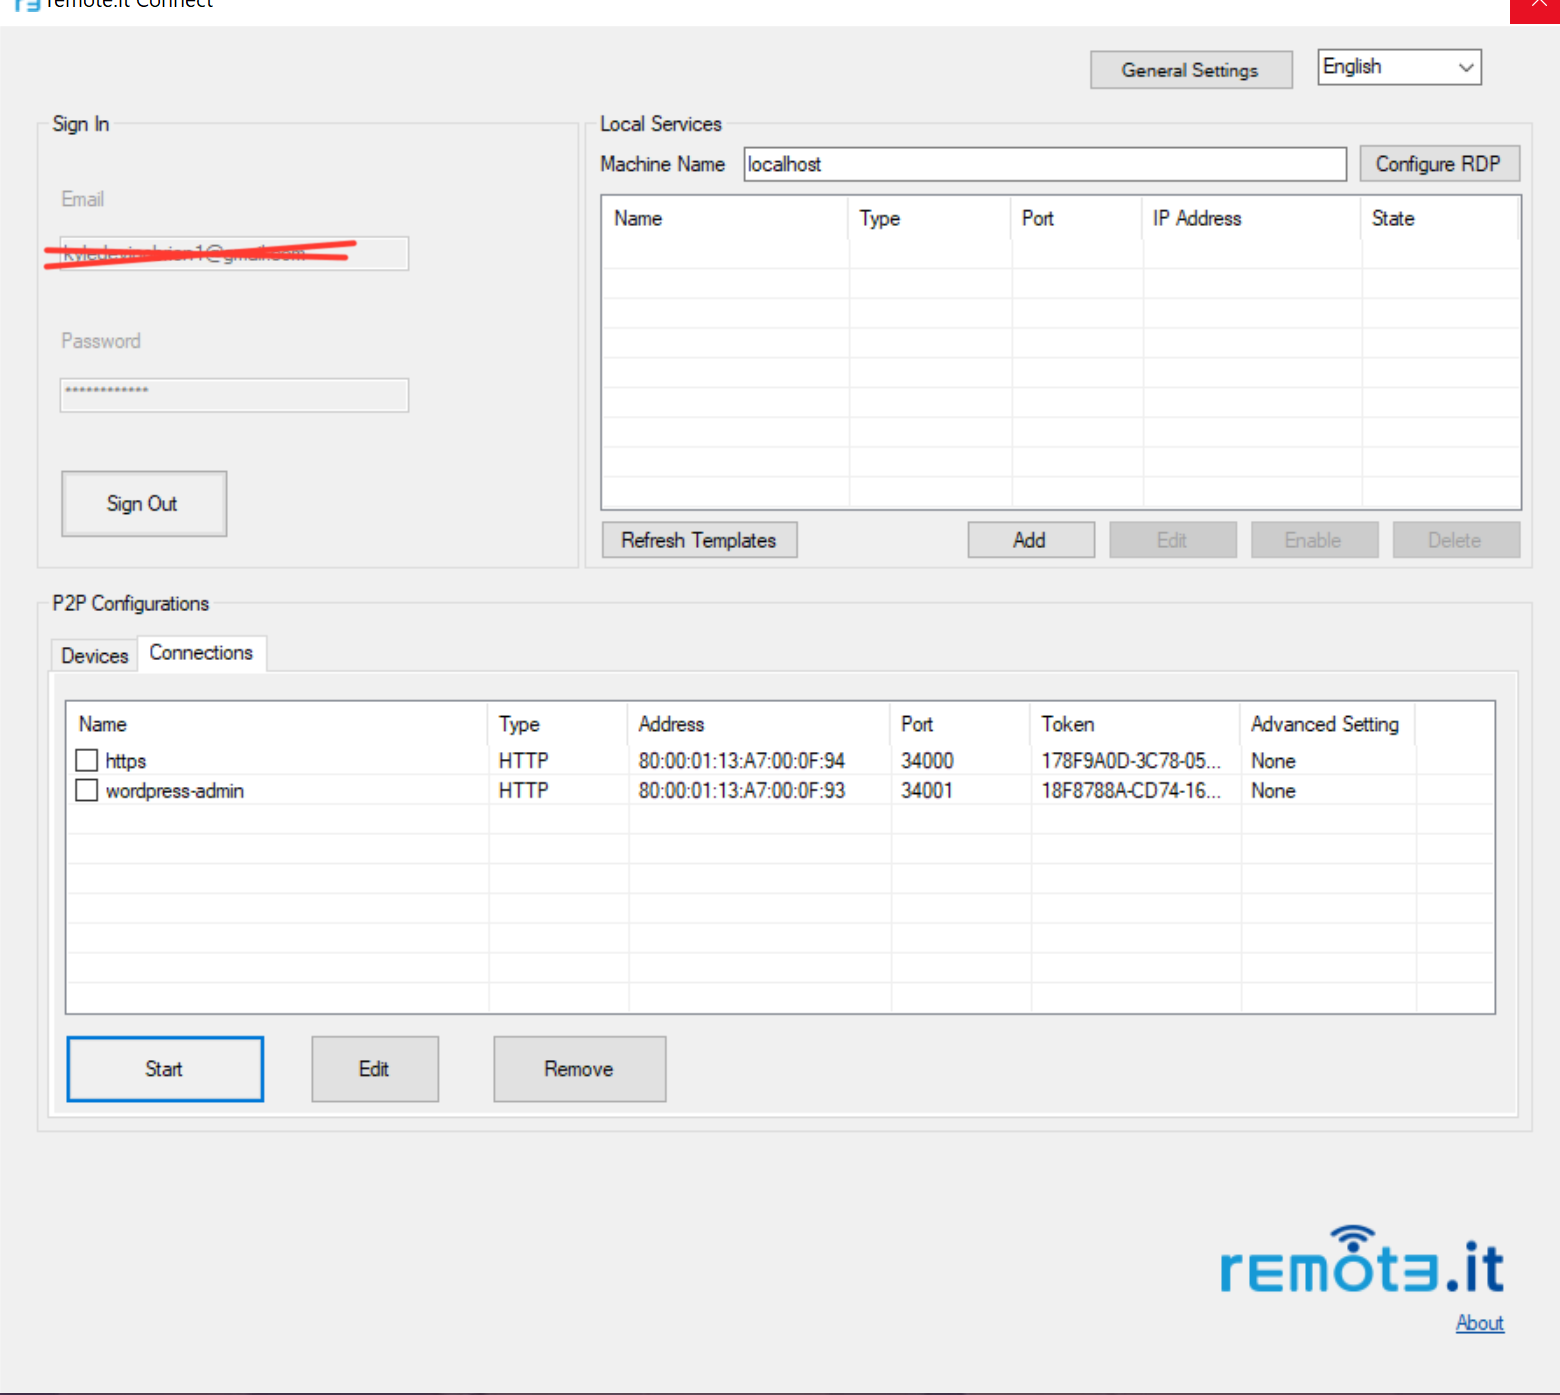 remote.it Connect
General Settings
English
Sign In
Local Services
Machine Name
localhost
Configure RDP
Email
Name Type Port IP Address State
Password
************
Sign Out
Refresh Templates
Add
Edit
Enable
Delete
P2P Configurations
Devices
Connections
Name Type Address Port Token Advanced Setting
https HTTP 80:00:01:13:A7:00:0F:94 34000 178F9A0D-3C78-05... None
wordpress-admin HTTP 80:00:01:13:A7:00:0F:93 34001 18F8788A-CD74-16... None
Start
Edit
Remove
remote.it
About